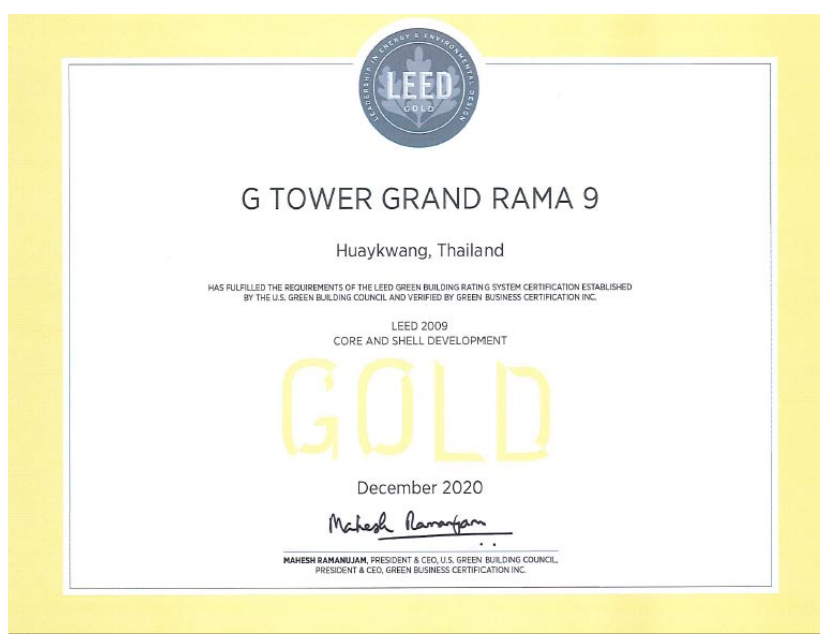 LEADERSHIP IN ENERGY & ENVIRONMENTAL DESIGN
LEED
GOLD
G TOWER GRAND RAMA 9
Huaykwang, Thailand
HAS FULFILLED THE REQUIREMENTS OF THE LEED GREEN BUILDING RATING SYSTEM CERTIFICATION ESTABLISHED
BY THE U.S. GREEN BUILDING COUNCIL AND VERIFIED BY GREEN BUSINESS CERTIFICATION INC.
LEED 2009
CORE AND SHELL DEVELOPMENT
GOLD
December 2020
Mahesh Ramanujam
MAHESH RAMANUJAM, PRESIDENT & CEO, U.S. GREEN BUILDING COUNCIL,
PRESIDENT & CEO, GREEN BUSINESS CERTIFICATION INC.